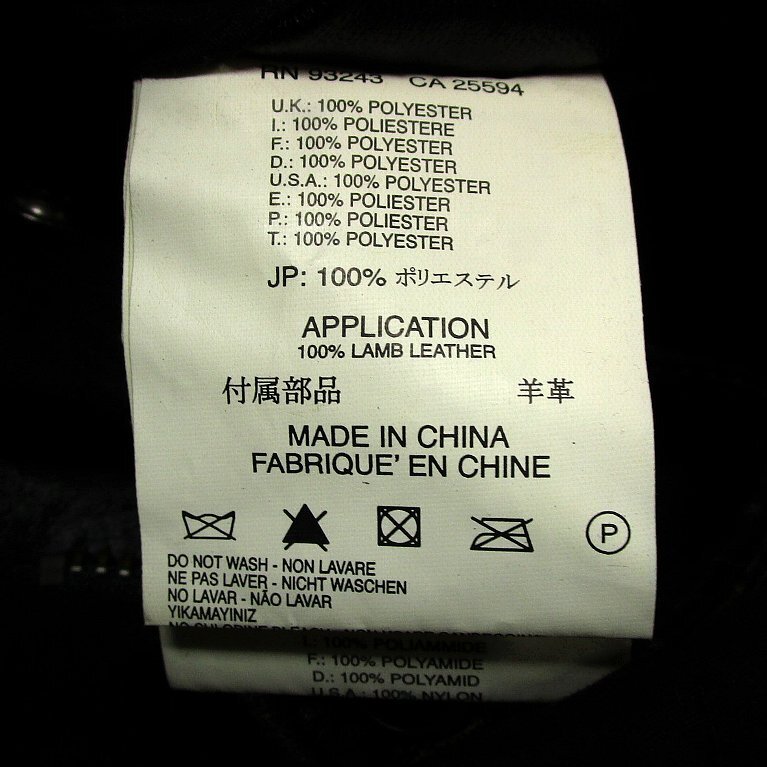 RN 93243 CA 25594
U.K.: 100% POLYESTER
I.: 100% POLIESTERE
F.: 100% POLYESTER
D.: 100% POLYESTER
U.S.A.: 100% POLYESTER
E.: 100% POLIESTER
P.: 100% POLIESTER
T.: 100% POLYESTER
JP: 100% ポリエステル
APPLICATION
100% LAMB LEATHER
付属部品 羊革
MADE IN CHINA
FABRIQUE' EN CHINE
P
DO NOT WASH - NON LAVARE
NE PAS LAVER - NICHT WASCHEN
NO LAVAR - NÃO LAVAR
YIKAMAYINIZ
NO CHLORINE BLEACH
I.: 100% POLIAMMIDE
F.: 100% POLYAMIDE
D.: 100% POLYAMID
U.S.A.: 100% NYLON